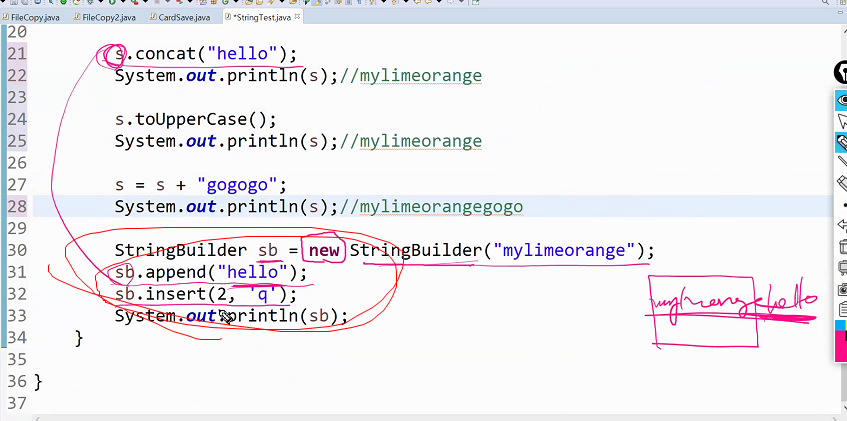 FileCopy.java FileCopy2.java CardSave.java *StringTest.java
20
21 s.concat("hello");
22 System.out.println(s);//mylimeorange
23
24 s.toUpperCase();
25 System.out.println(s);//mylimeorange
26
27 s = s + "gogogo";
28 System.out.println(s);//mylimeorangegogo
29
30 StringBuilder sb = new StringBuilder("mylimeorange");
31 sb.append("hello");
32 sb.insert(2, 'q');
33 System.out.println(sb);
34 }
35
36 }
37
hello